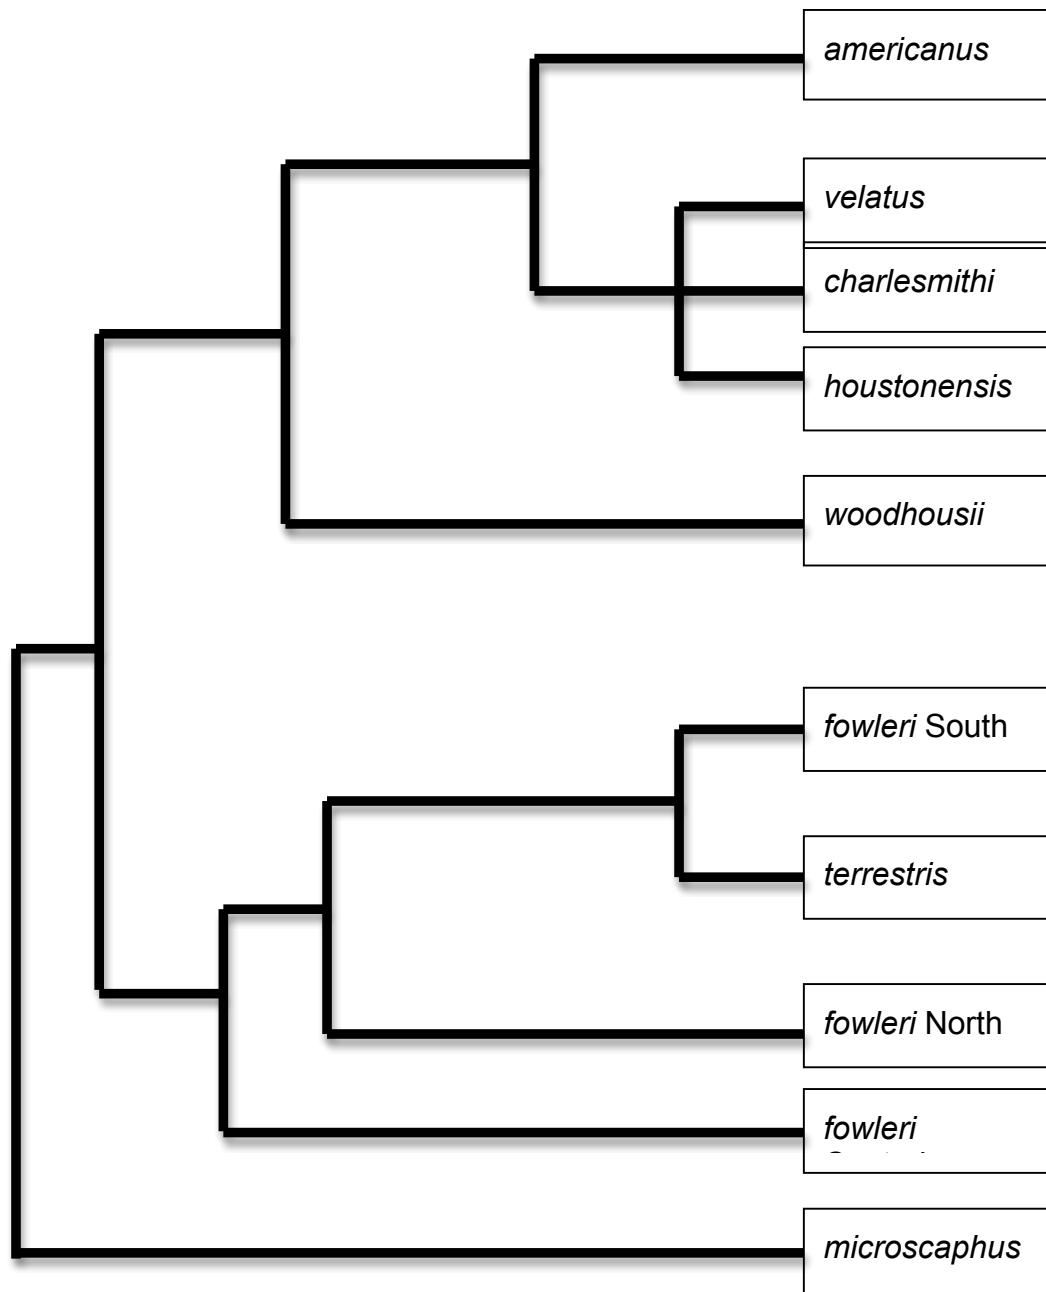 americanus
velatus
charlesmithi
houstonensis
woodhousii
fowleri South
terrestris
fowleri North
fowleri
microscaphus